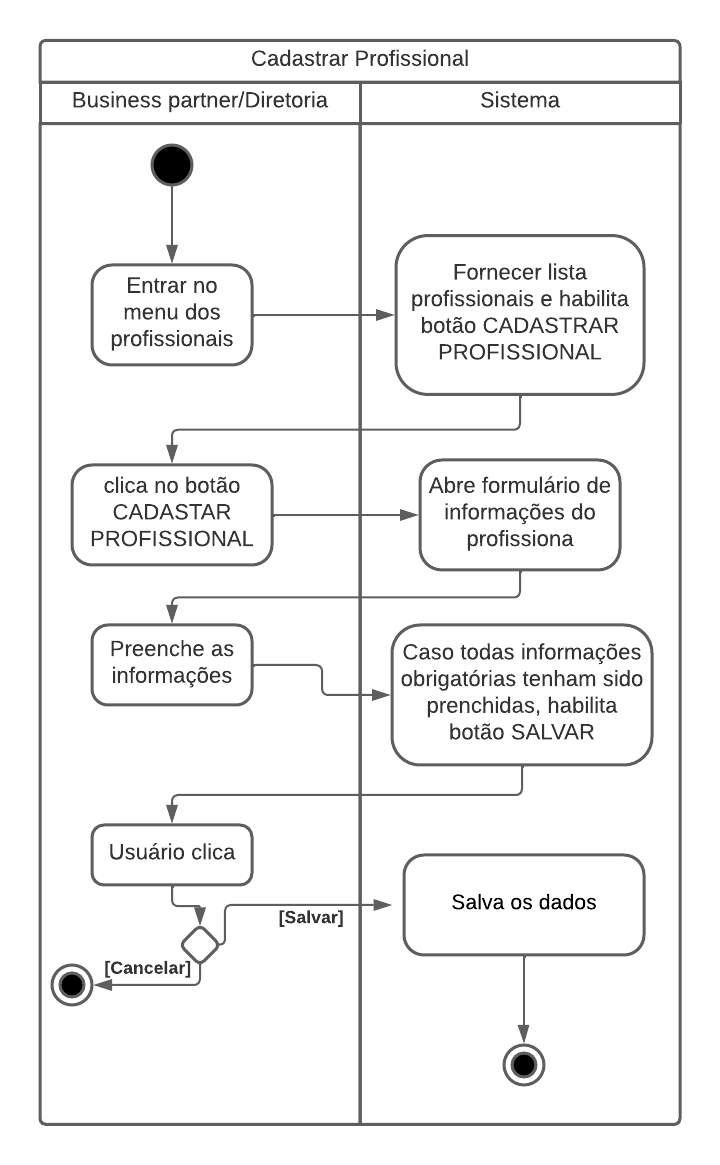 Cadastrar Profissional
Business partner/Diretoria
Sistema
Entrar no
menu dos
profissionais
Fornecer lista
profissionais e habilita
botão CADASTRAR
PROFISSIONAL
clica no botão
CADASTAR
PROFISSIONAL
Abre formulário de
informações do
profissiona
Preenche as
informações
Caso todas informações
obrigatórias tenham sido
prenchidas, habilita
botão SALVAR
Usuário clica
Salva os dados
[Salvar]
[Cancelar]